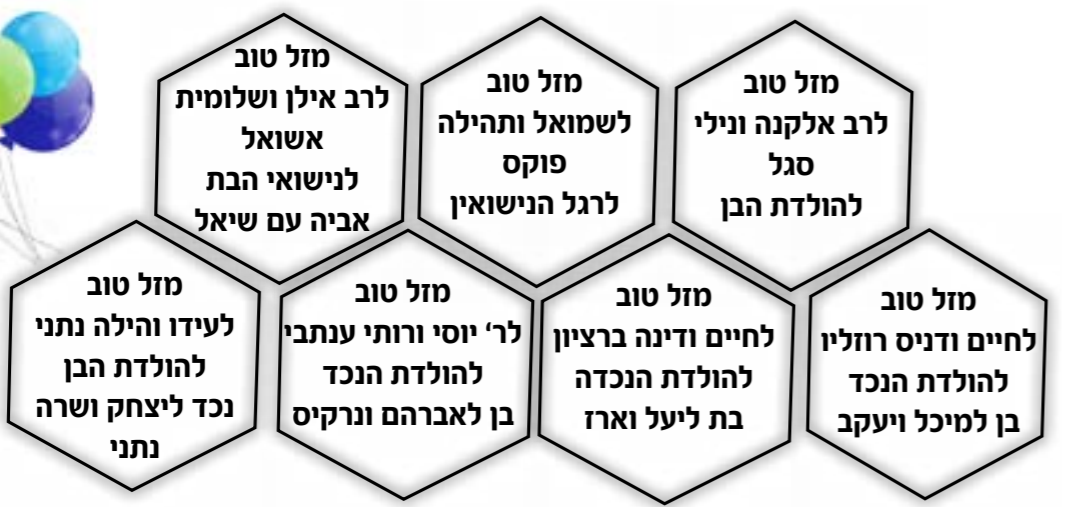 מזל טוב
לרב אלקנה ונילי
סגל
להולדת הבן
מזל טוב
לשמואל ותהילה
פוקס
לרגל הנישואין
מזל טוב
לרב אילן ושלומית
אשואל
לנישואי הבת
אביה עם שיאל
מזל טוב
לחיים ודניס רוזליו
להולדת הנכד
בן למיכל ויעקב
מזל טוב
לחיים ודינה ברציון
להולדת הנכדה
בת ליעל וארז
מזל טוב
לר' יוסי ורותי ענתבי
להולדת הנכד
בן לאברהם ונרקיס
מזל טוב
לעידו והילה נתני
להולדת הבן
נכד ליצחק ושרה
נתני